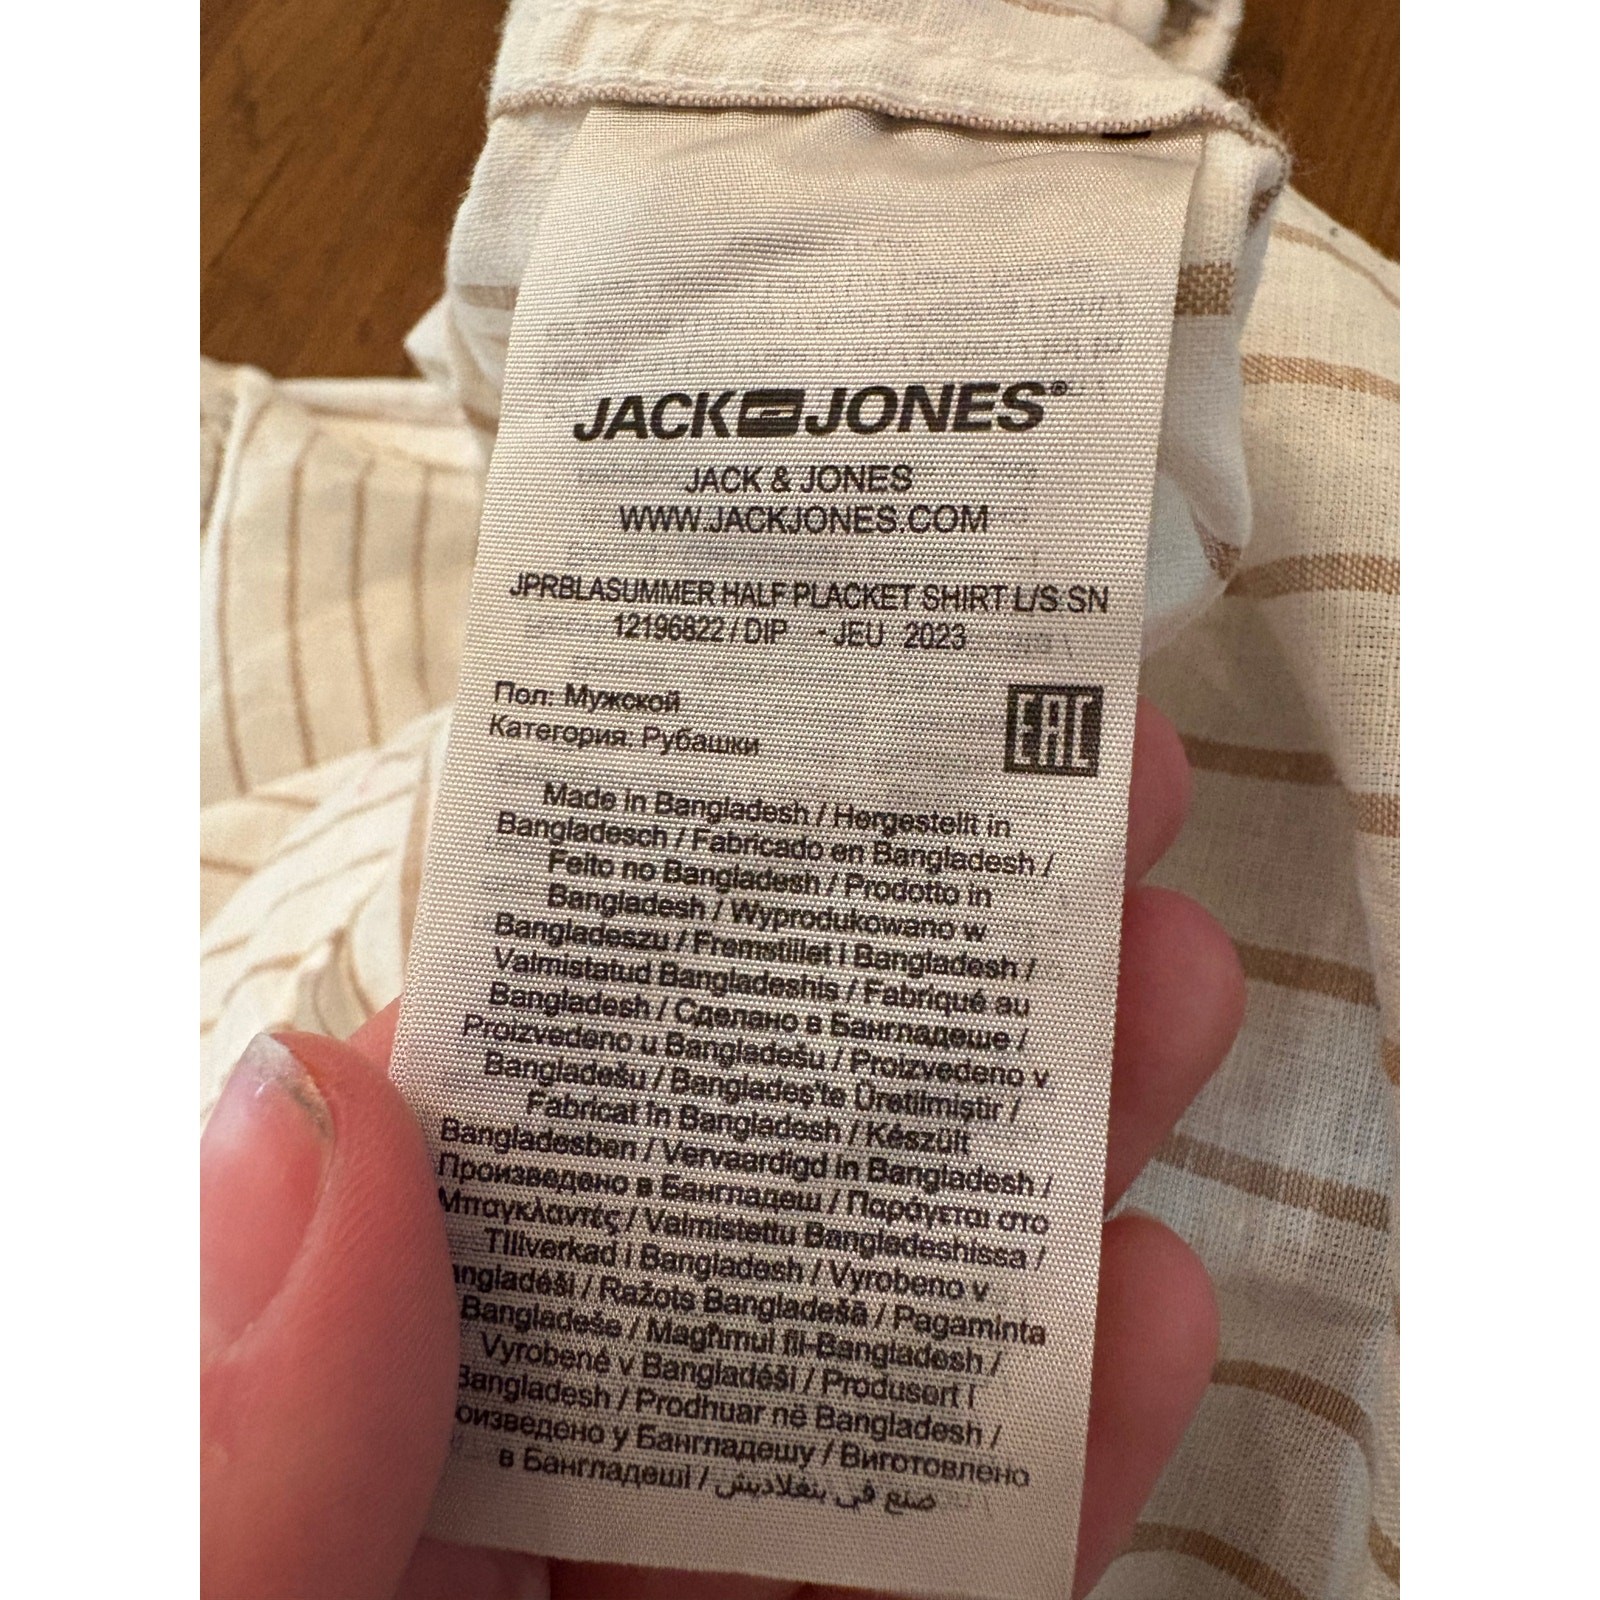 JACK JONES®
JACK & JONES
WWW.JACKJONES.COM
JPRBLASUMMER HALF PLACKET SHIRT L/S SN
12196822 / DIP - JEU 2023
Пол: Мужской
Категория: Рубашки
EAC
Made in Bangladesh / Hergestellt in
Bangladesch / Fabricado en Bangladesh /
Feito no Bangladesh / Prodotto in
Bangladesh / Wyprodukowano w
Bangladeszu / Fremstillet i Bangladesh /
Valmistatud Bangladeshis / Fabriqué au
Bangladesh / Сделано в Бангладеше /
Proizvedeno u Bangladešu / Proizvedeno v
Bangladešu / Bangladeş'te Üretilmiştir /
Fabricat în Bangladesh / Készült
Bangladesben / Vervaardigd in Bangladesh /
Произведено в Бангладеш / Παράγεται στο
Μπαγκλαντές / Valmistettu Bangladeshissa /
Tillverkad i Bangladesh / Vyrobeno v
angladéši / Ražots Bangladešā / Pagaminta
Bangladeše / Magħmul fil-Bangladesh /
Vyrobené v Bangladéši / Produsert i
Bangladesh / Prodhuar në Bangladesh /
оизведено у Бангладешу / Виготовлено
в Бангладеші / صنع في بنغلاديش